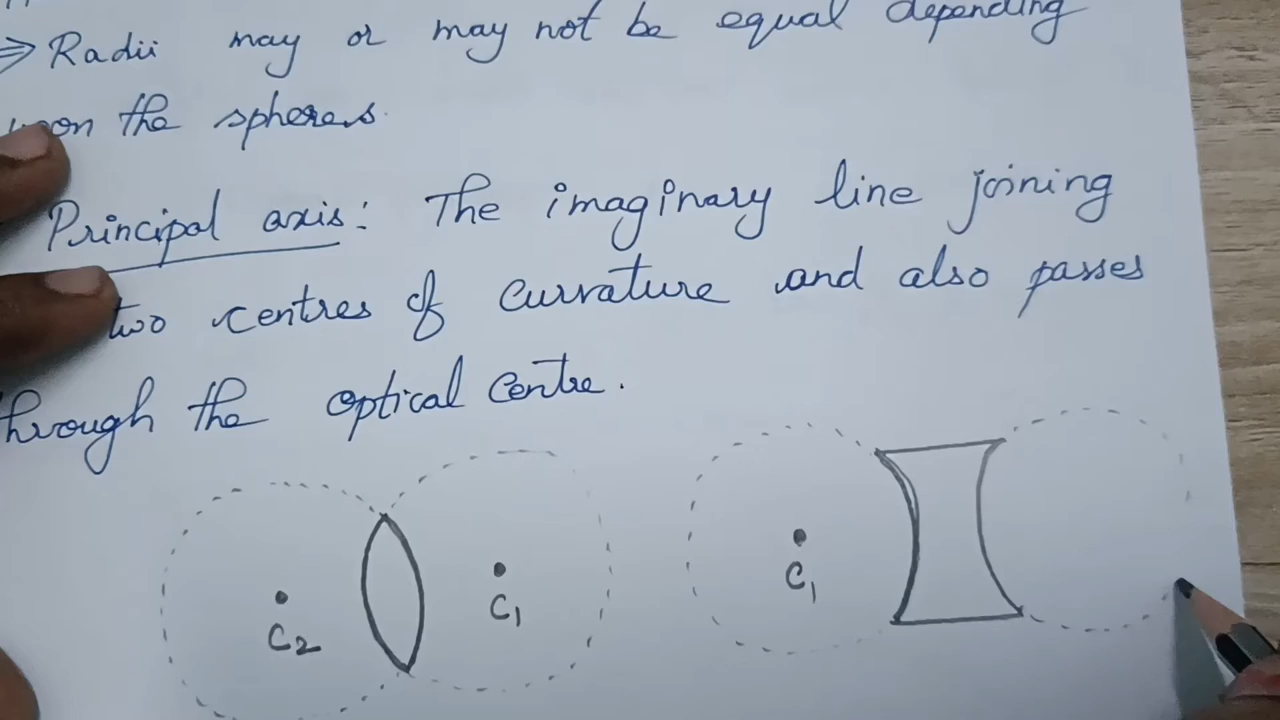 ⇒ Radii may or may not be equal depending
upon the spheres.
Principal axis: The imaginary line joining
two centres of curvature and also passes
through the optical centre.
C₂ C₁ C₁